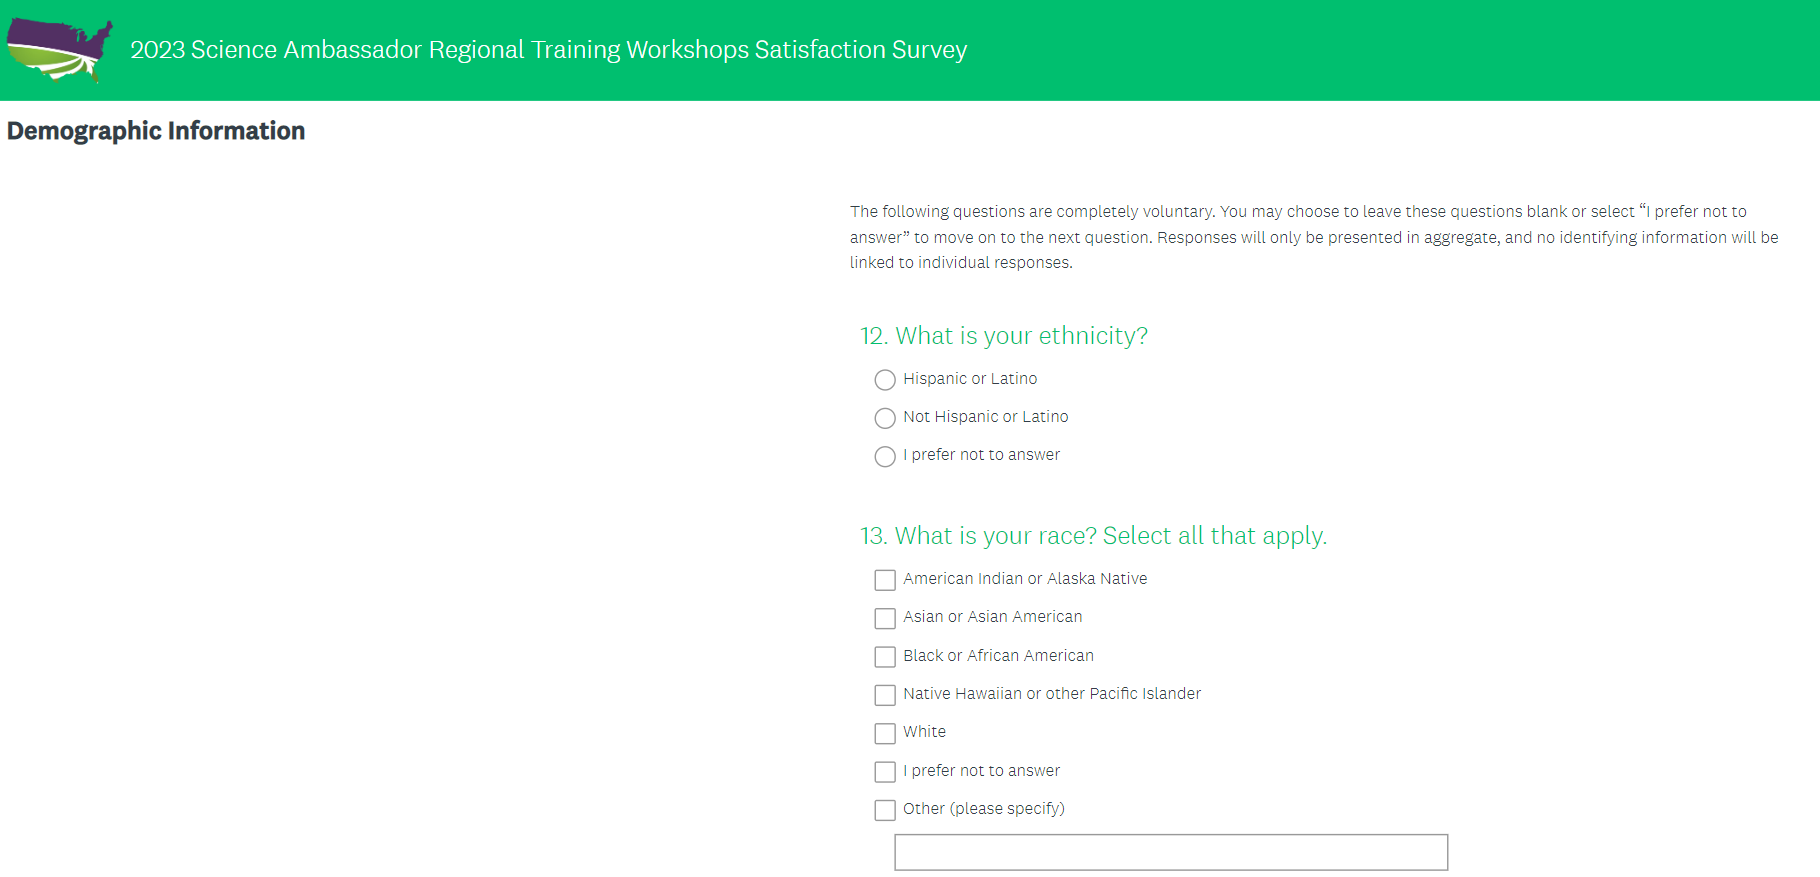 2023 Science Ambassador Regional Training Workshops Satisfaction Survey
Demographic Information
The following questions are completely voluntary. You may choose to leave these questions blank or select “I prefer not to
answer” to move on to the next question. Responses will only be presented in aggregate, and no identifying information will be
linked to individual responses.
12. What is your ethnicity?
Hispanic or Latino
Not Hispanic or Latino
I prefer not to answer
13. What is your race? Select all that apply.
American Indian or Alaska Native
Asian or Asian American
Black or African American
Native Hawaiian or other Pacific Islander
White
I prefer not to answer
Other (please specify)